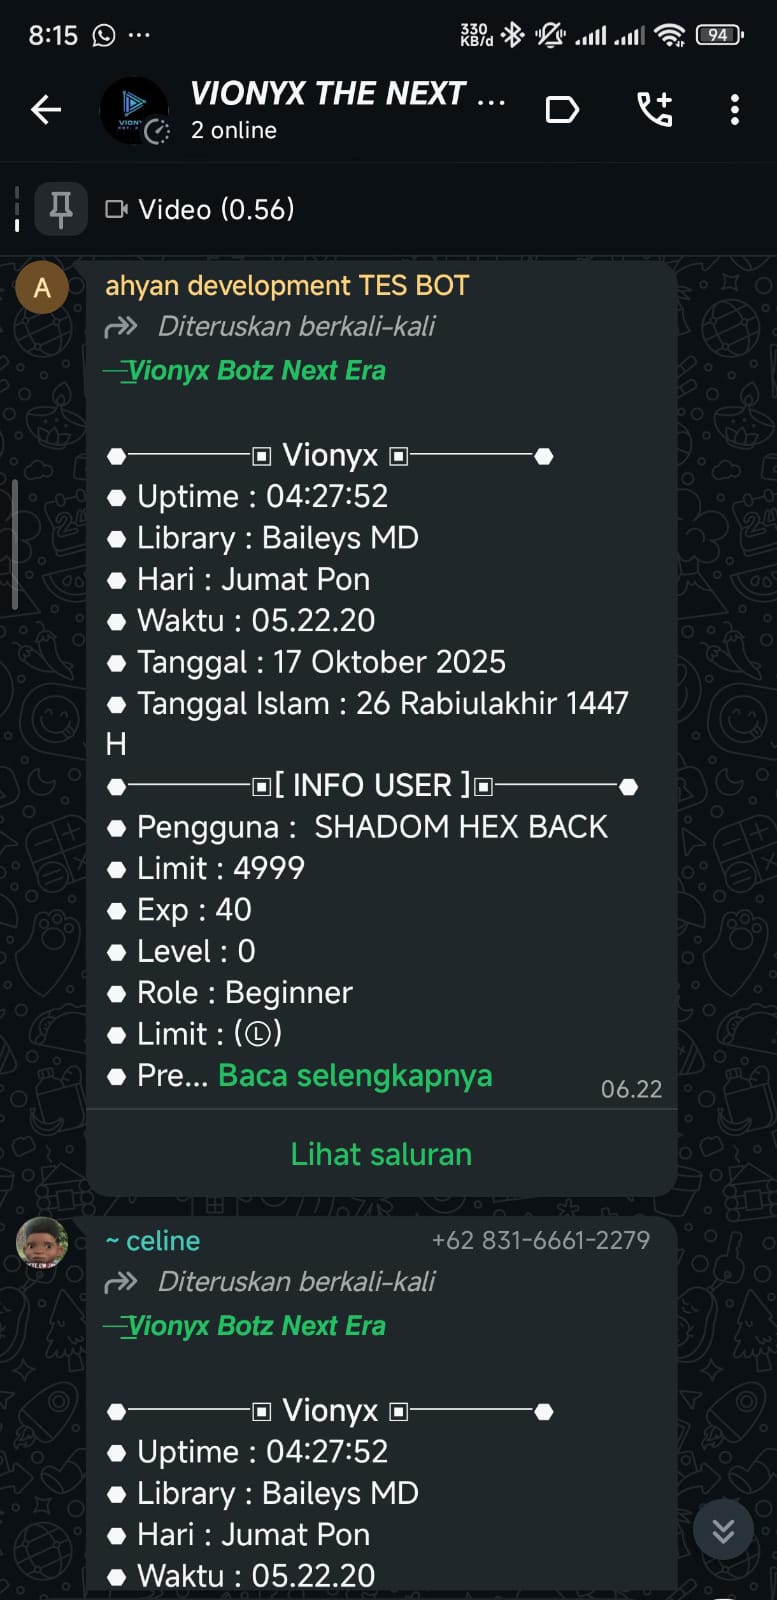 8:15 ...
330 KB/d 94
VIONYX THE NEXT ...
2 online
Video (0.56)
A
ahyan development TES BOT
Diteruskan berkali-kali
Vionyx Botz Next Era
⬣────────▣ Vionyx ▣────────⬣
⬣ Uptime : 04:27:52
⬣ Library : Baileys MD
⬣ Hari : Jumat Pon
⬣ Waktu : 05.22.20
⬣ Tanggal : 17 Oktober 2025
⬣ Tanggal Islam : 26 Rabiulakhir 1447
H
⬣────────▣[ INFO USER ]▣────────⬣
⬣ Pengguna : SHADOM HEX BACK
⬣ Limit : 4999
⬣ Exp : 40
⬣ Level : 0
⬣ Role : Beginner
⬣ Limit : (Ⓛ)
⬣ Pre... Baca selengkapnya
06.22
Lihat saluran
~ celine +62 831-6661-2279
Diteruskan berkali-kali
Vionyx Botz Next Era
⬣────────▣ Vionyx ▣────────⬣
⬣ Uptime : 04:27:52
⬣ Library : Baileys MD
⬣ Hari : Jumat Pon
⬣ Waktu : 05.22.20